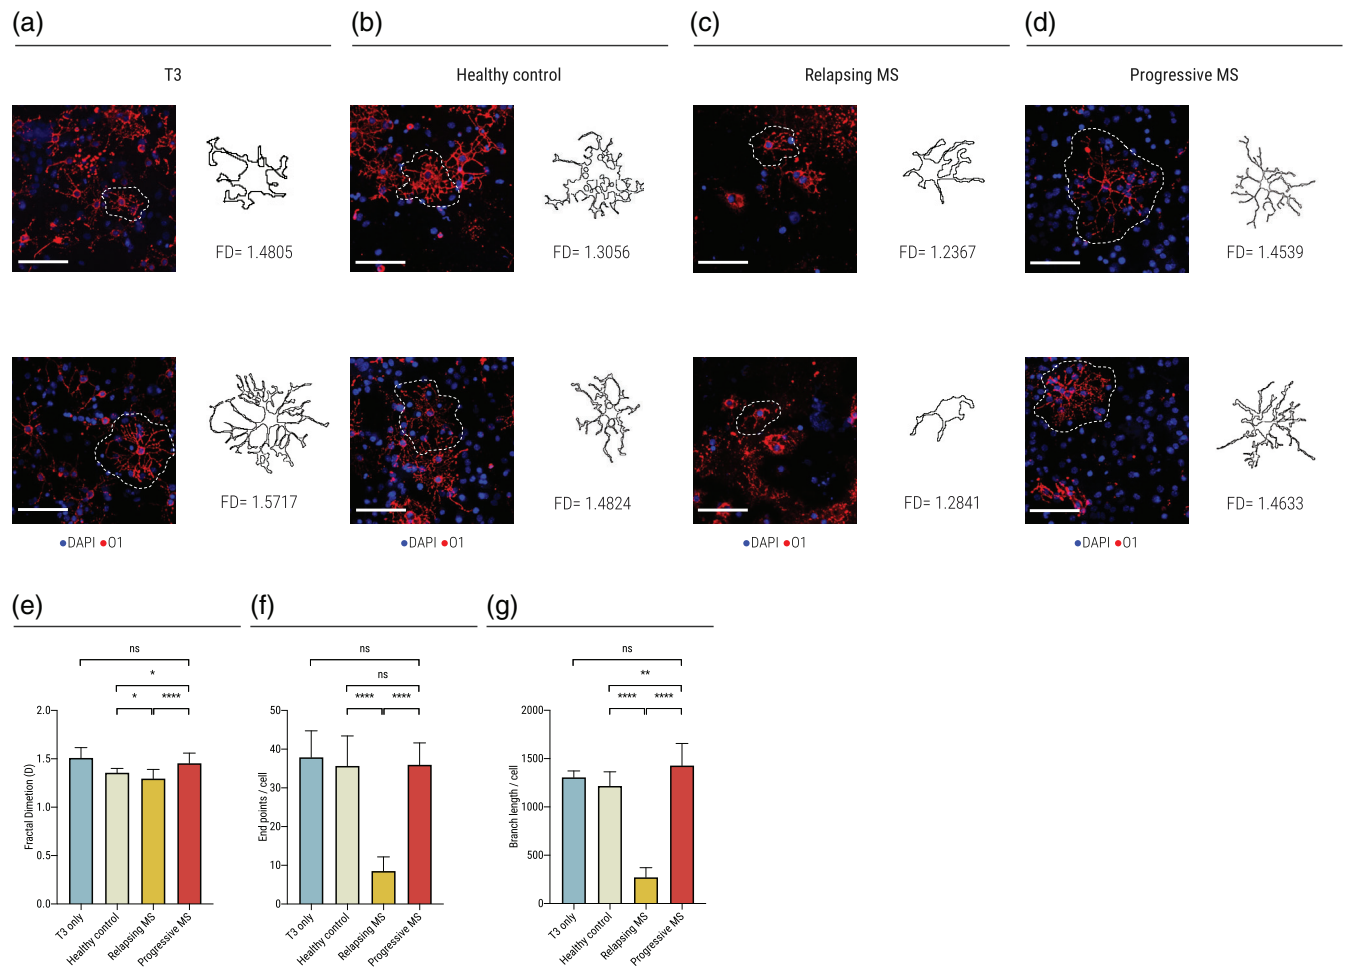 (a) (b) (c) (d)
T3 Healthy control Relapsing MS Progressive MS
FD= 1.4805 FD= 1.3056 FD= 1.2367 FD= 1.4539
FD= 1.5717 FD= 1.4824 FD= 1.2841 FD= 1.4633
DAPI O1 DAPI O1 DAPI O1 DAPI O1
(e)
ns
*
* ****
Fractal Dimetion (D)
2.0
1.5
1.0
0.5
0.0
T3 only
Healthy control
Relapsing MS
Progressive MS
(f)
ns
ns
**** ****
End points / cell
50
40
30
20
10
0
T3 only
Healthy control
Relapsing MS
Progressive MS
(g)
ns
**
**** ****
Branch length / cell
2000
1500
1000
500
0
T3 only
Healthy control
Relapsing MS
Progressive MS